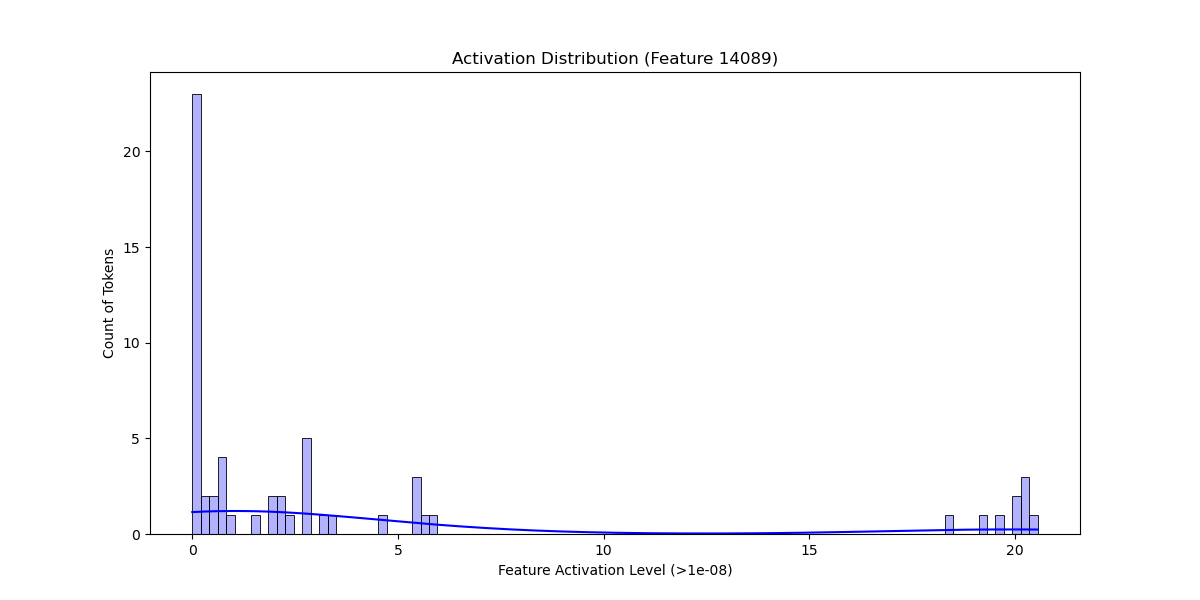 Activation Distribution (Feature 14089)
Count of Tokens
20
15
10
5
0
0 5 10 15 20
Feature Activation Level (>1e-08)